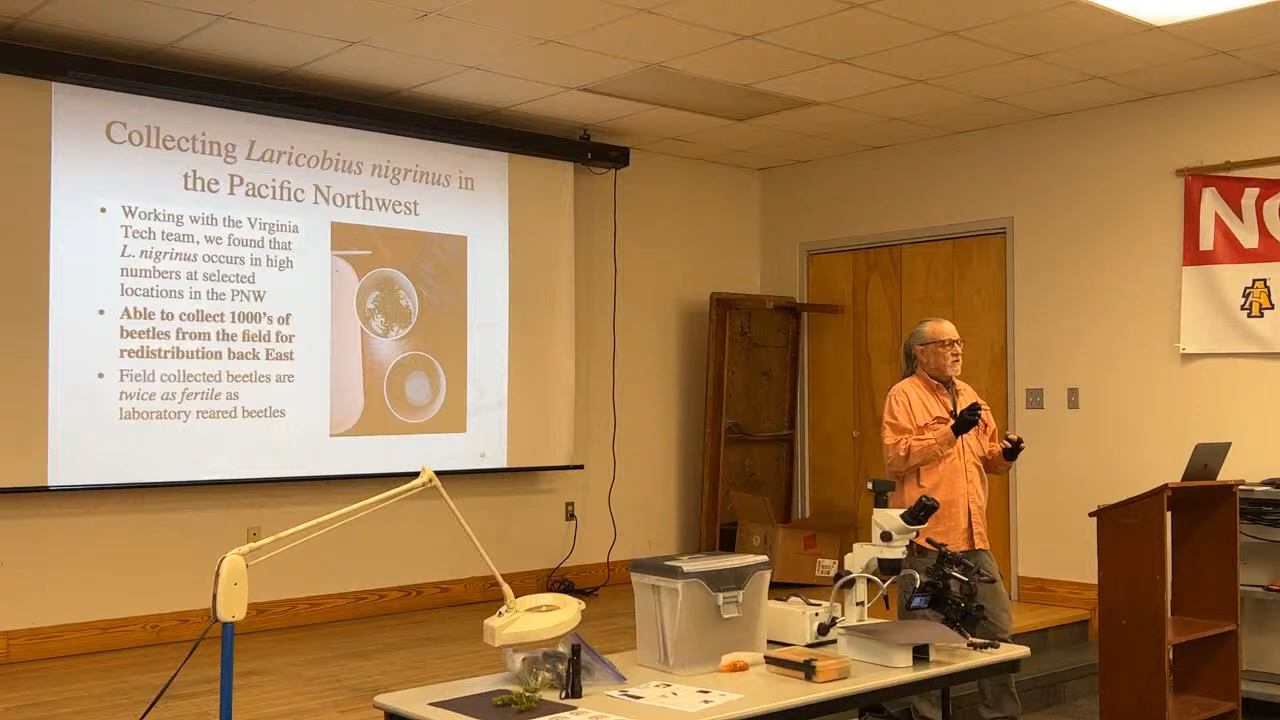 Collecting Laricobius nigrinus in
the Pacific Northwest
• Working with the Virginia
Tech team, we found that
L. nigrinus occurs in high
numbers at selected
locations in the PNW
• Able to collect 1000's of
beetles from the field for
redistribution back East
• Field collected beetles are
twice as fertile as
laboratory reared beetles
NC
AT